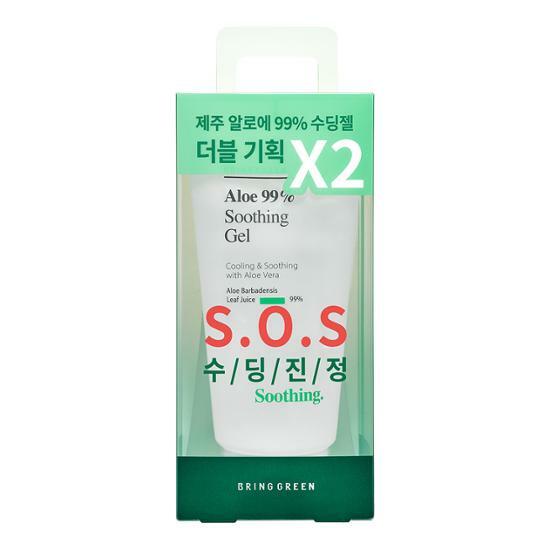 제주 알로에 99% 수딩젤
더블 기획 X2
Aloe 99%
Soothing
Gel
Cooling & Soothing
with Aloe Vera
Aloe Barbadensis
Leaf Juice 99%
S.O.S
수/딩/진/정
Soothing.
BRING GREEN